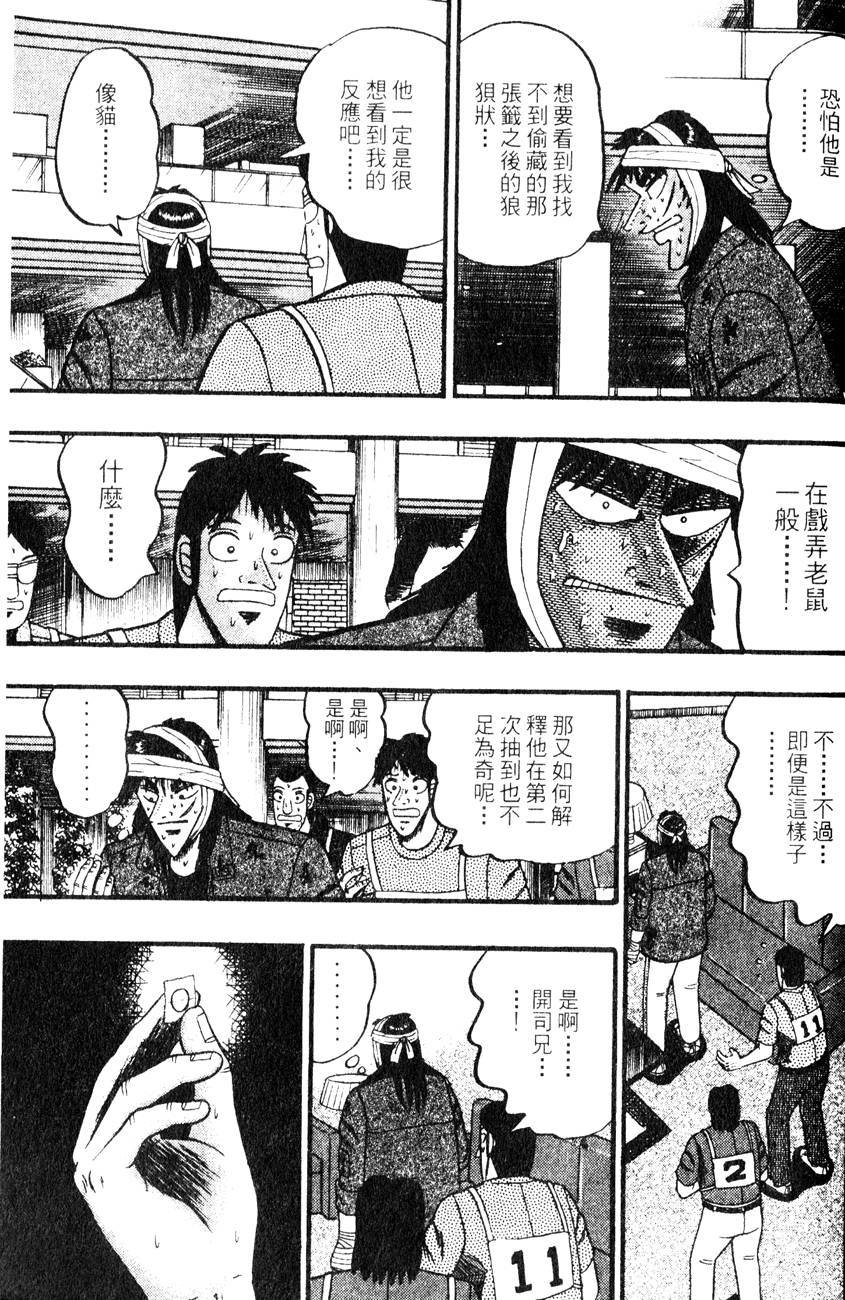 恐怕他是
………
想要看到我找
不到偷藏的那
張籤之後的狼
狽狀…
他一定是很
想看到我的
反應吧……
像貓……
在戲弄老鼠
一般……！
什麼……
不……不過…
即便是這樣子
………
那又如何解
釋他在第二
次抽到也不
足為奇呢…
是啊、
是啊…！
………
是啊……
開司兄…
…！
……
11
2
11